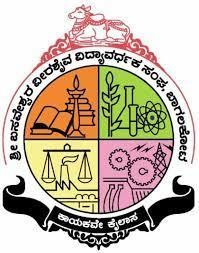 ಶ್ರೀ ಬಸವೇಶ್ವರ ವೀರಶೈವ ವಿದ್ಯಾವರ್ಧಕ ಸಂಘ, ಬಾಗಲಕೋಟ
ಕಾಯಕವೇ ಕೈಲಾಸ